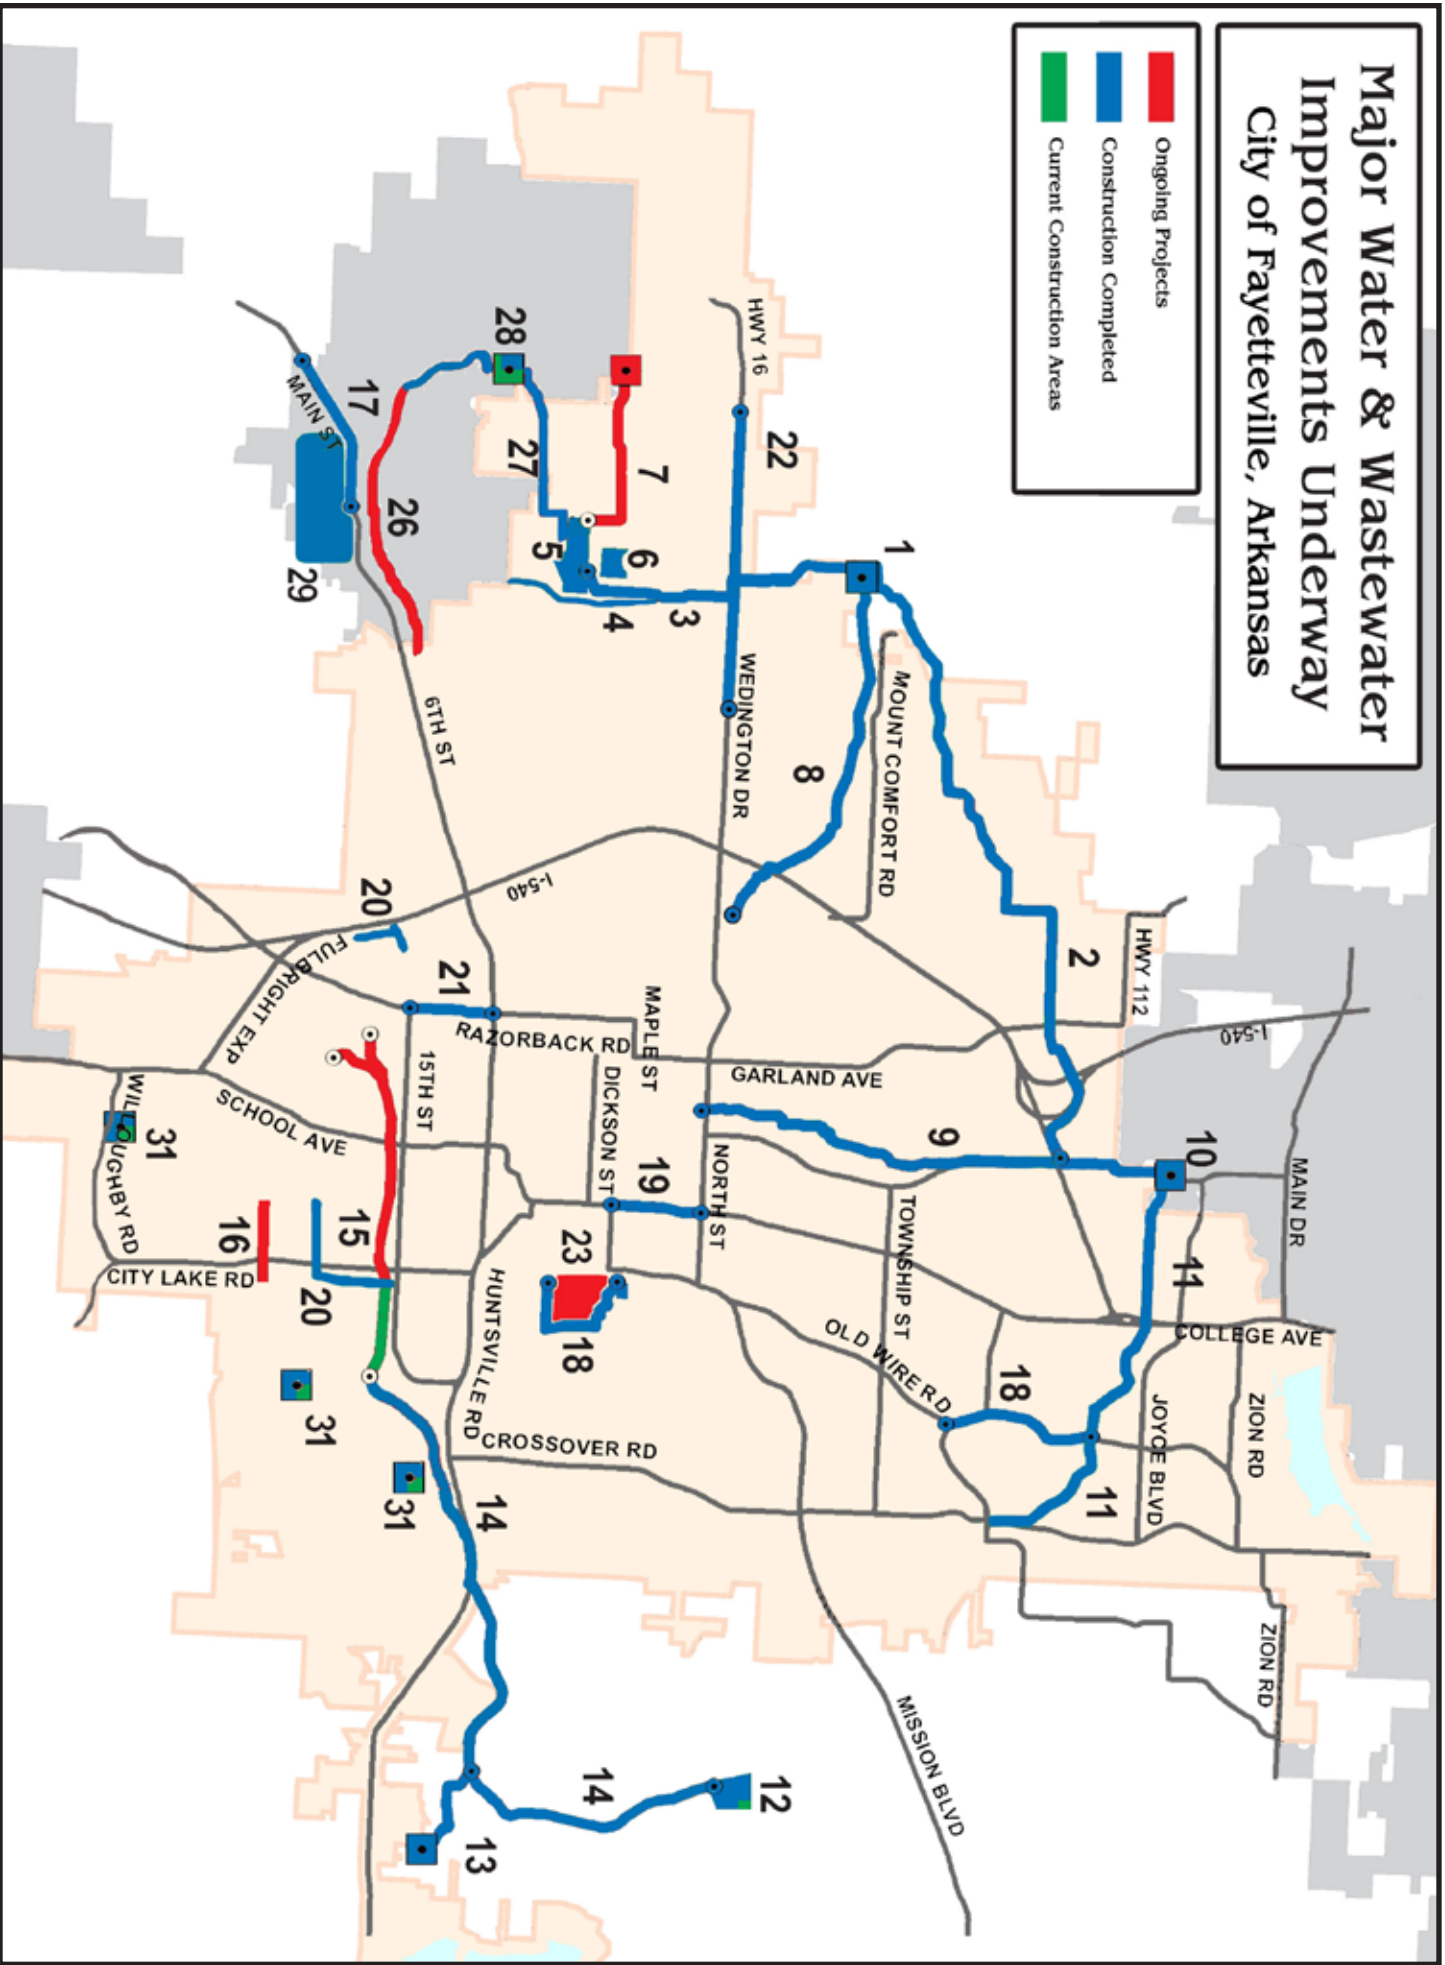 Major Water & Wastewater
Improvements Underway
City of Fayetteville, Arkansas
Ongoing Projects
Construction Completed
Current Construction Areas
HWY 112
I-540
MAIN DR
2
10
11
1
MOUNT COMFORT RD
ZION RD
ZION RD
COLLEGE AVE
JOYCE BLVD
9
TOWNSHIP ST
18
11
OLD WIRE RD
8
GARLAND AVE
HWY 16
22
WEDINGTON DR
NORTH ST
MISSION BLVD
12
7
6
3
4
5
MAPLE ST
19
DICKSON ST
23
18
CROSSOVER RD
14
28
27
I-540
RAZORBACK RD
HUNTSVILLE RD
14
13
6TH ST
21
15TH ST
26
17
MAIN ST
20
15
31
29
FULBRIGHT EXP
SCHOOL AVE
20
31
16
CITY LAKE RD
31
WIL
UGHBY RD